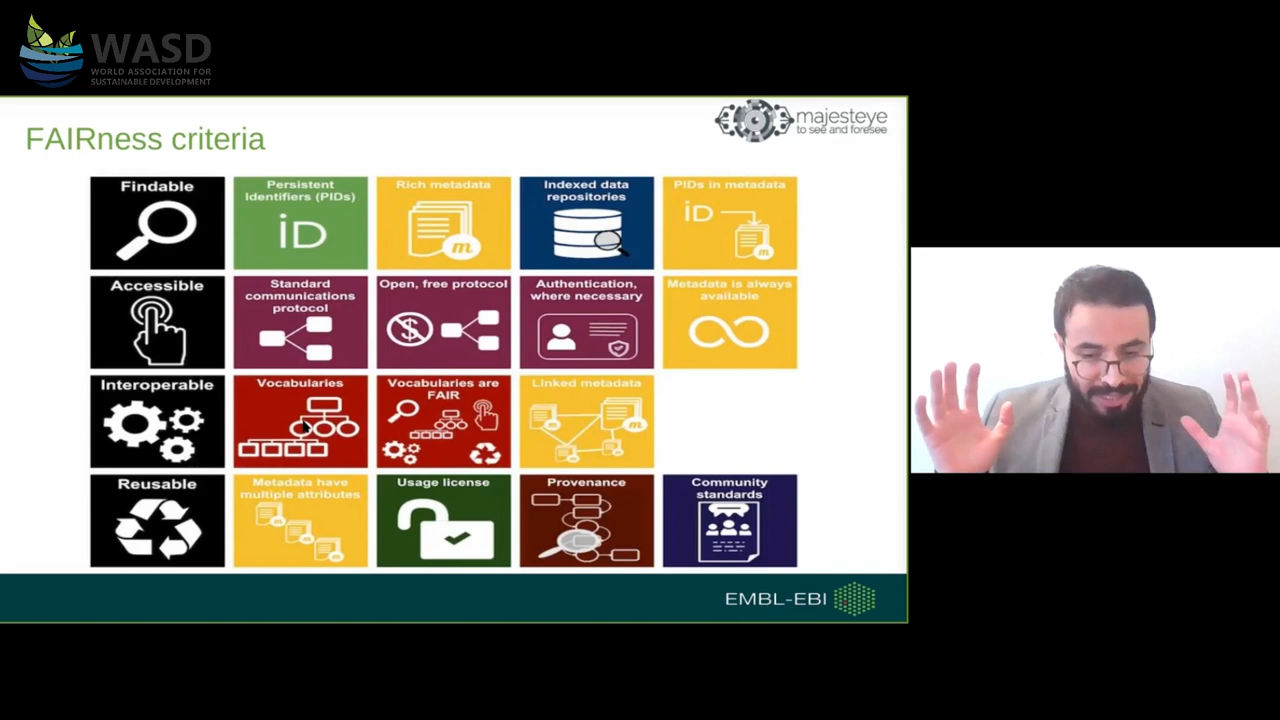 WASD
WORLD ASSOCIATION FOR
SUSTAINABLE DEVELOPMENT
majesteye
to see and foresee
FAIRness criteria
Findable
Persistent
Identifiers (PIDs)
iD
Rich metadata
m
Indexed data
repositories
PIDs in metadata
iD
m
Accessible
Standard
communications
protocol
Open, free protocol
$
Authentication,
where necessary
Metadata is always
available
Interoperable
Vocabularies
Vocabularies are
FAIR
Linked metadata
m
Reusable
Metadata have
multiple attributes
Usage license
Provenance
Community
standards
EMBL-EBI